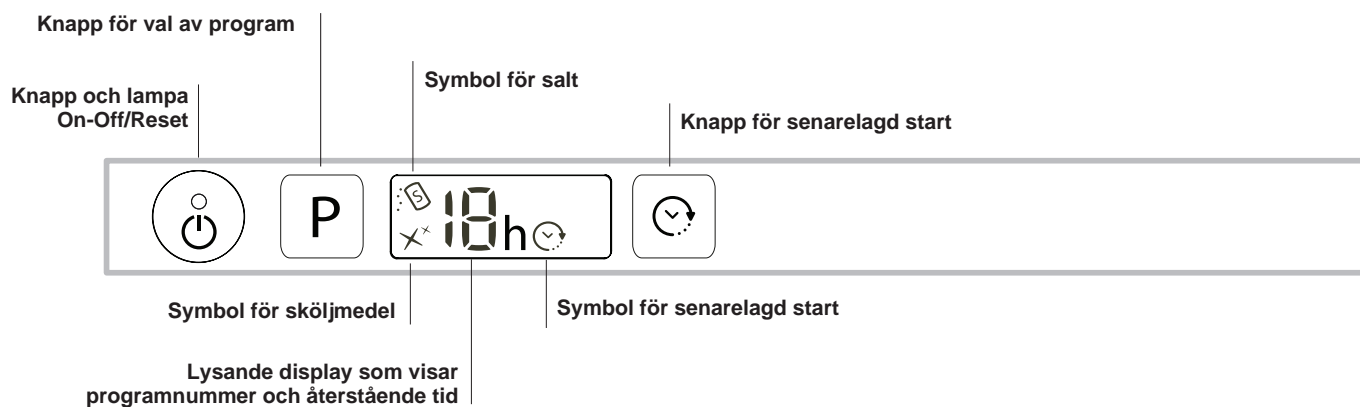 Knapp för val av program
Symbol för salt
Knapp och lampa
On-Off/Reset
Knapp för senarelagd start
P
S
18h
Symbol för sköljmedel
Symbol för senarelagd start
Lysande display som visar
programnummer och återstående tid